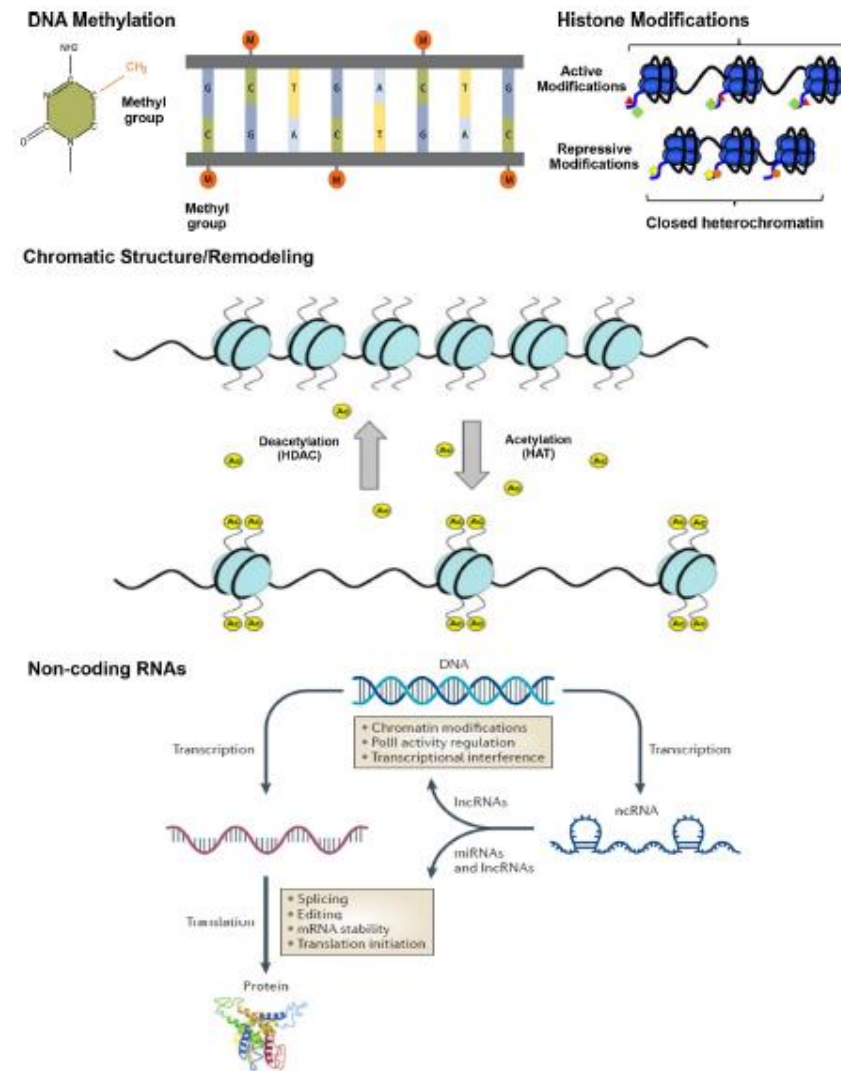 DNA Methylation
NH2
CH3
N
C
C
C
C
N
O
Methyl
group
M
M
G C T G A C T G
C G A C T G A C
M
M
M
Methyl
group
Histone Modifications
Active
Modifications
Repressive
Modifications
Closed heterochromatin
Chromatic Structure/Remodeling
Ac
Deacetylation
(HDAC)
Acetylation
(HAT)
Ac
Ac
Ac
Ac
Ac
Ac Ac
Ac Ac
Ac Ac
Ac Ac
Ac Ac
Ac Ac
Non-coding RNAs
DNA
• Chromatin modifications
• PolII activity regulation
• Transcriptional interference
Transcription
Transcription
lncRNAs
ncRNA
miRNAs
and lncRNAs
• Splicing
• Editing
• mRNA stability
• Translation initiation
Translation
Protein